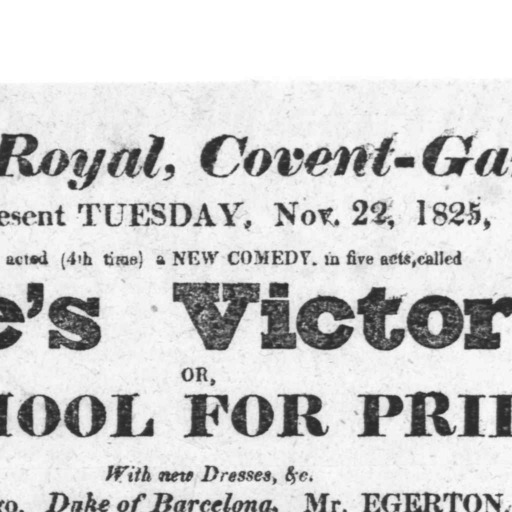 Royal, Covent-Ga
esent TUESDAY, Nov. 22, 1825,
acted (4th time) a NEW COMEDY, in five acts,called
e's Victor
OR,
HOOL FOR PRI
With new Dresses, &c.
go, Duke of Barcelona, Mr. EGERTON,